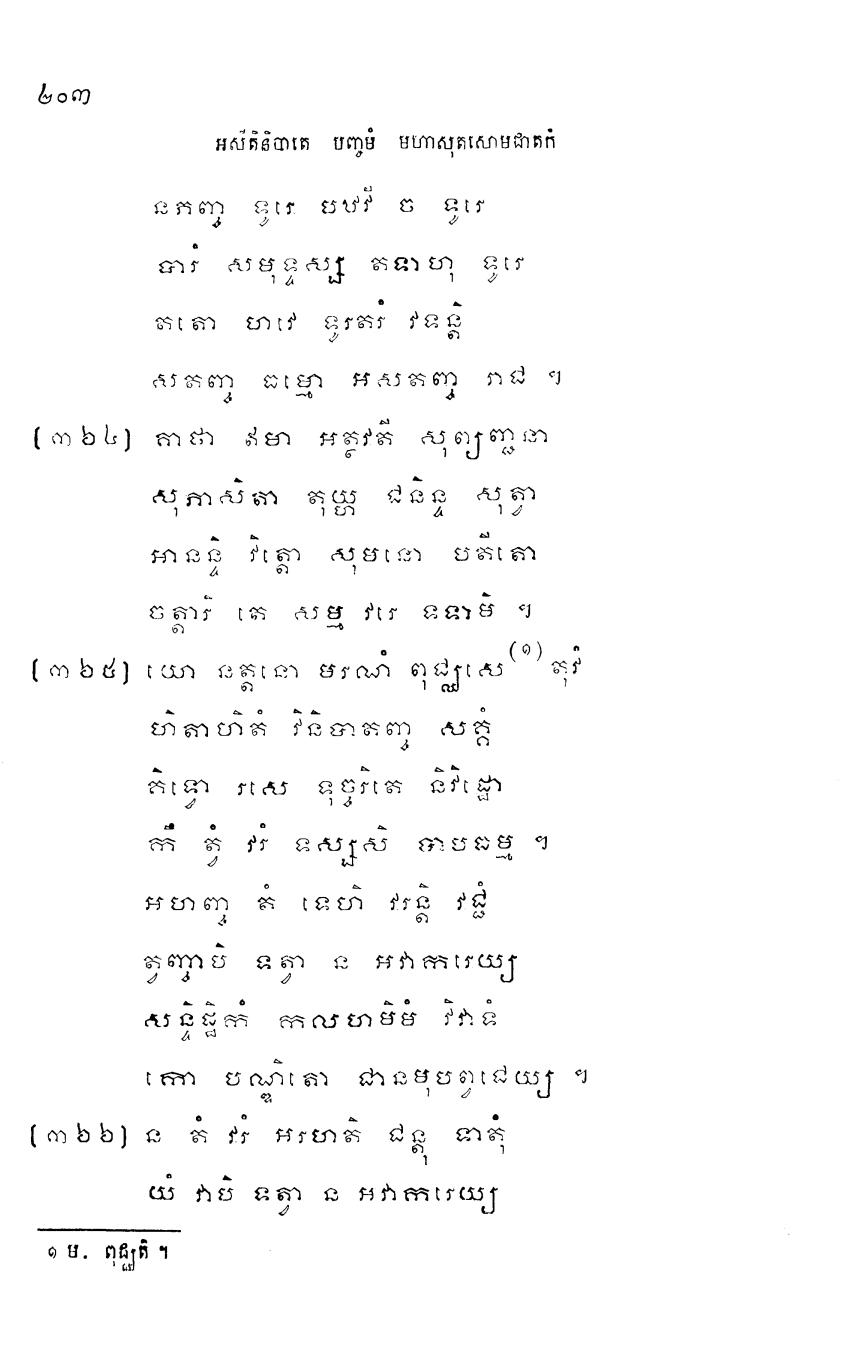 ២០៣
អសីតិនិបាតេ បញ្ចមំ មហាសុតសោមជាតកំ
នភញ្ច ទូរេ បឋវី ច ទូរេ
បារំ សមុទ្ទស្ស តទាហុ ទូរេ
តតោ ហវេ ទូរតរំ វទន្តិ
សតញ្ច ធម្មោ អសតញ្ច រាជ ៗ
(៣៦៤) គាថា ឥមា អត្ថវតី សុព្យញ្ជនា
សុភាសិតា តុយ្ហ ជនិន្ទ សុត្វា
អានន្ទិ វិត្តោ សុមនោ បតីតោ
ចត្តារិ តេ សម្ម វរេ ទទាមិ ៗ
(៣៦៥) យោ នត្តនោ មរណំ ពុជ្ឈសេ (១) តុវំ
ហិតាហិតំ វិនិបាតញ្ច សគ្គំ
គិទ្ធោ រសេ ទុច្ចរិតេ និវិដ្ឋោ
កឹ ត្វំ វរំ ទស្សសិ បាបធម្ម ៗ
អហញ្ច តំ ទេហិ វរន្តិ វជ្ជំ
ត្វញ្ចាបិ ទត្វា ន អវាករេយ្យ
សន្ទិដ្ឋិកំ កលហមិមំ វិវាទំ
កោ បណ្ឌិតោ ជានមុបព្វជេយ្យ ៗ
(៣៦៦) ន តំ វរំ អរហតិ ជន្តុ ទាតុំ
យំ វាបិ ទត្វា ន អវាករេយ្យ
១ ម. ពុជ្ឈតិ ។